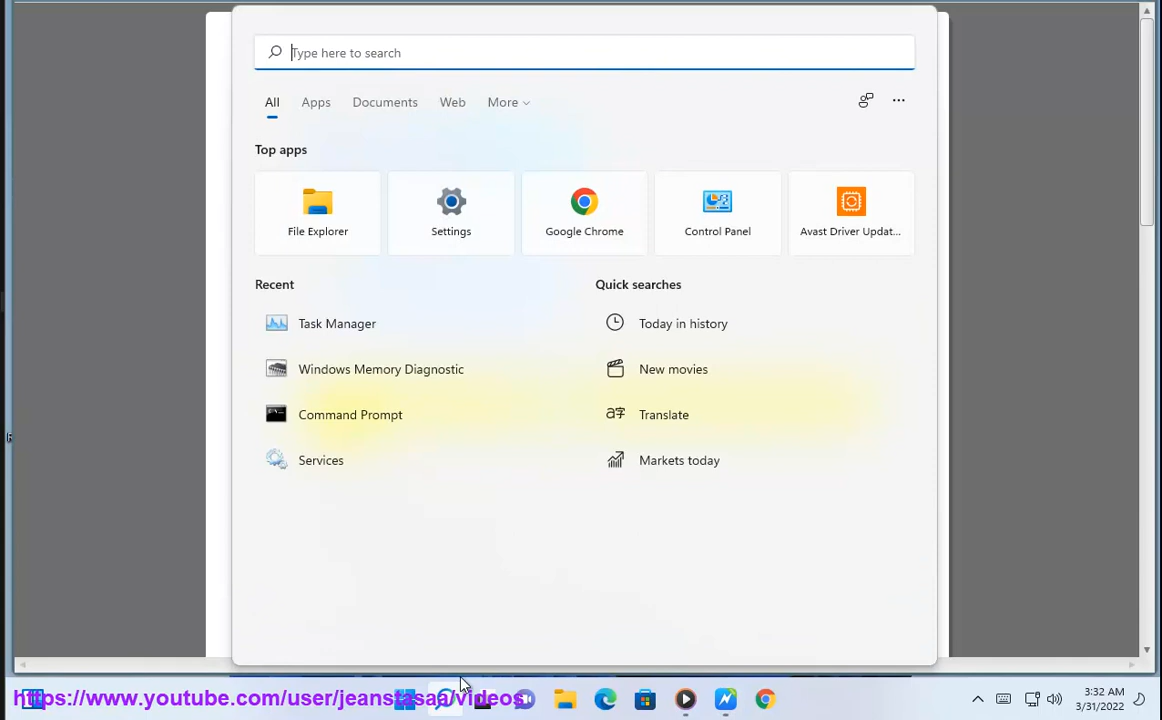 Type here to search
All Apps Documents Web More
Top apps
File Explorer Settings Google Chrome Control Panel Avast Driver Updat...
Recent Quick searches
Task Manager Today in history
Windows Memory Diagnostic New movies
Command Prompt Translate
Services Markets today
https://www.youtube.com/user/jeanstasaa/videos
3:32 AM
3/31/2022